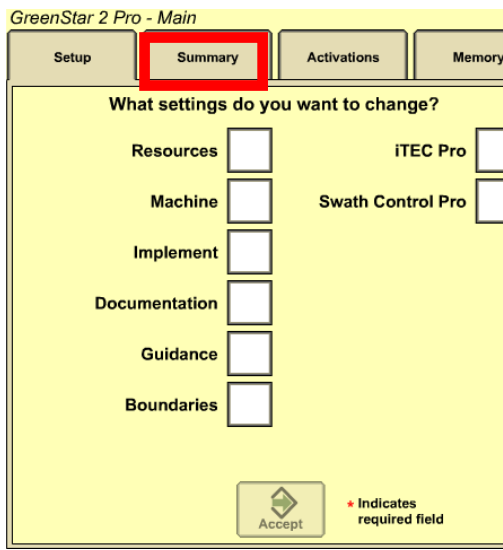 GreenStar 2 Pro - Main
Setup Summary Activations Memory
What settings do you want to change?
Resources iTEC Pro
Machine Swath Control Pro
Implement
Documentation
Guidance
Boundaries
Accept
* Indicates
required field